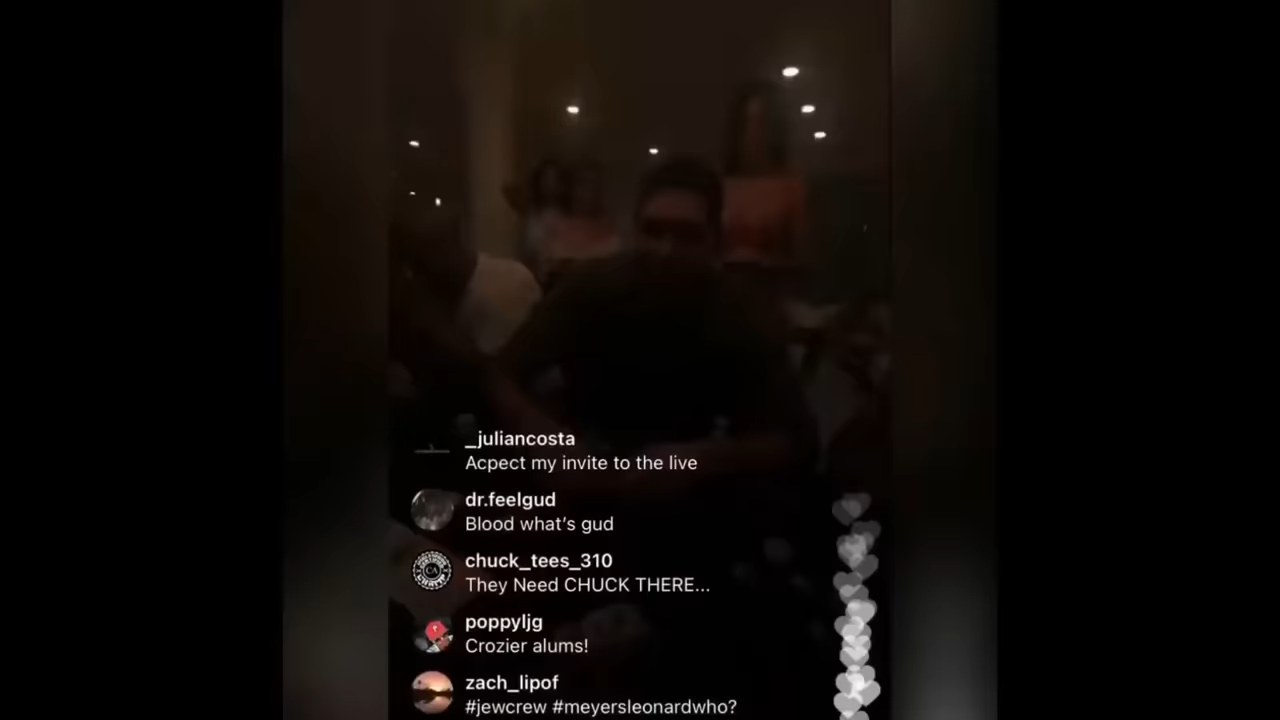 _juliancosta
Acpect my invite to the live
dr.feelgud
Blood what's gud
chuck_tees_310
They Need CHUCK THERE...
poppyljg
Crozier alums!
zach_lipof
#jewcrew #meyersleonardwho?